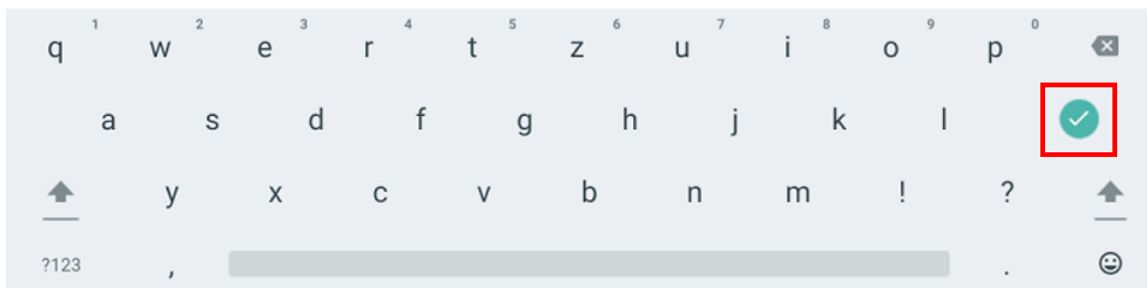 1 2 3 4 5 6 7 8 9 0
q w e r t z u i o p
a s d f g h j k l
y x c v b n m ! ?
?123 , .